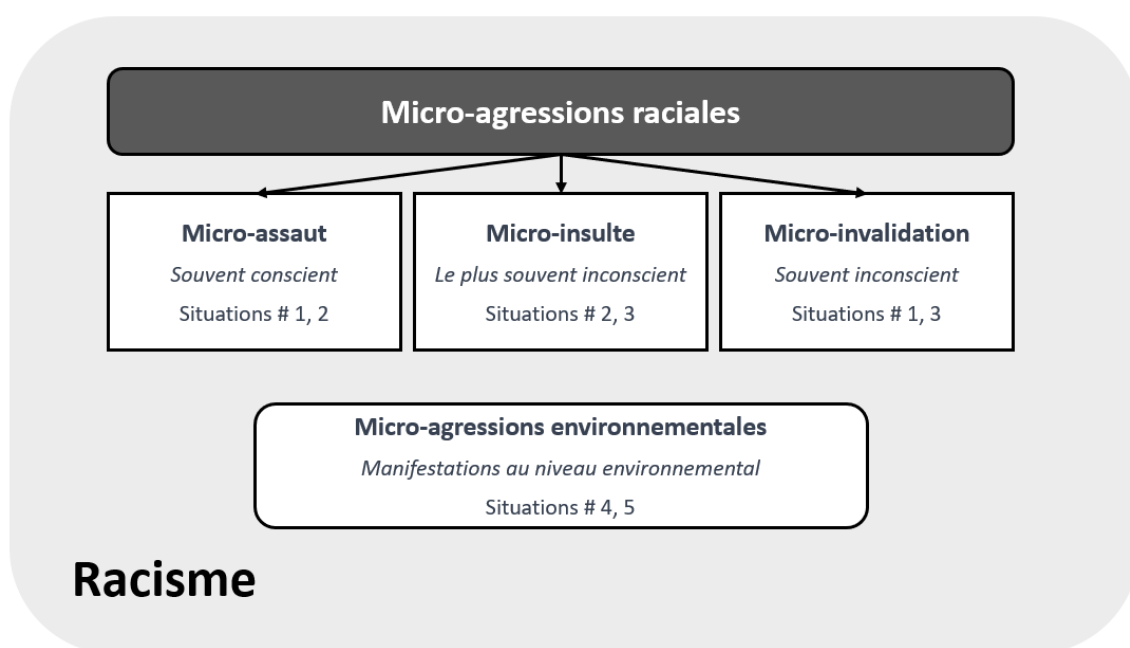 Micro-agressions raciales
Micro-assaut
Souvent conscient
Situations # 1, 2
Micro-insulte
Le plus souvent inconscient
Situations # 2, 3
Micro-invalidation
Souvent inconscient
Situations # 1, 3
Micro-agressions environnementales
Manifestations au niveau environnemental
Situations # 4, 5
Racisme